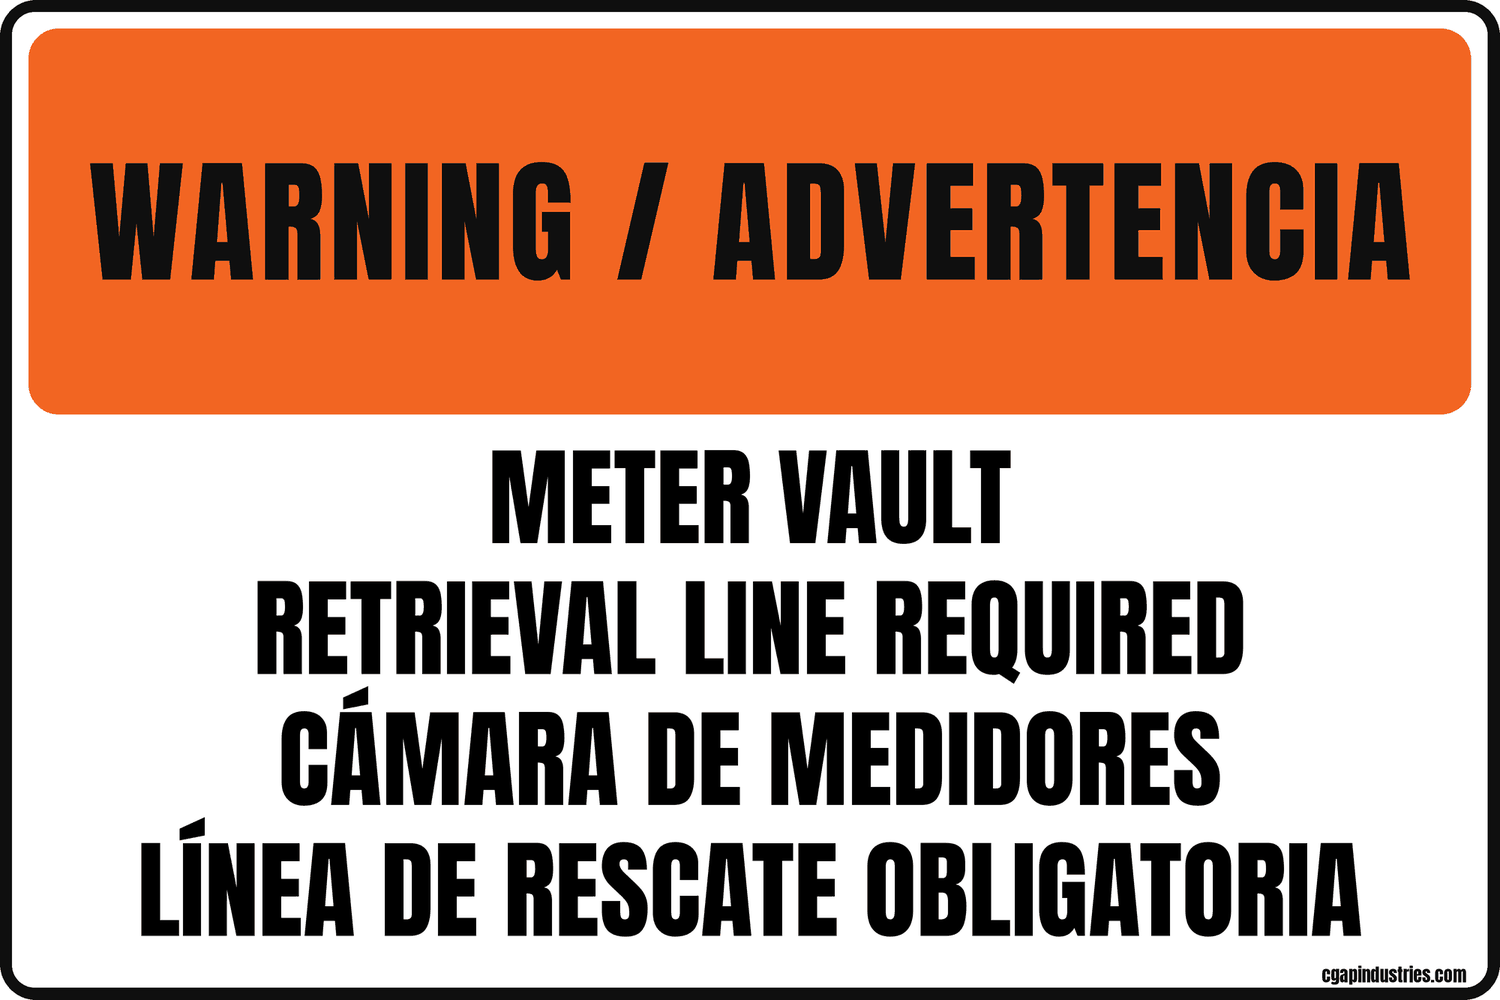 WARNING / ADVERTENCIA
METER VAULT
RETRIEVAL LINE REQUIRED
CÁMARA DE MEDIDORES
LÍNEA DE RESCATE OBLIGATORIA
cgapindustries.com